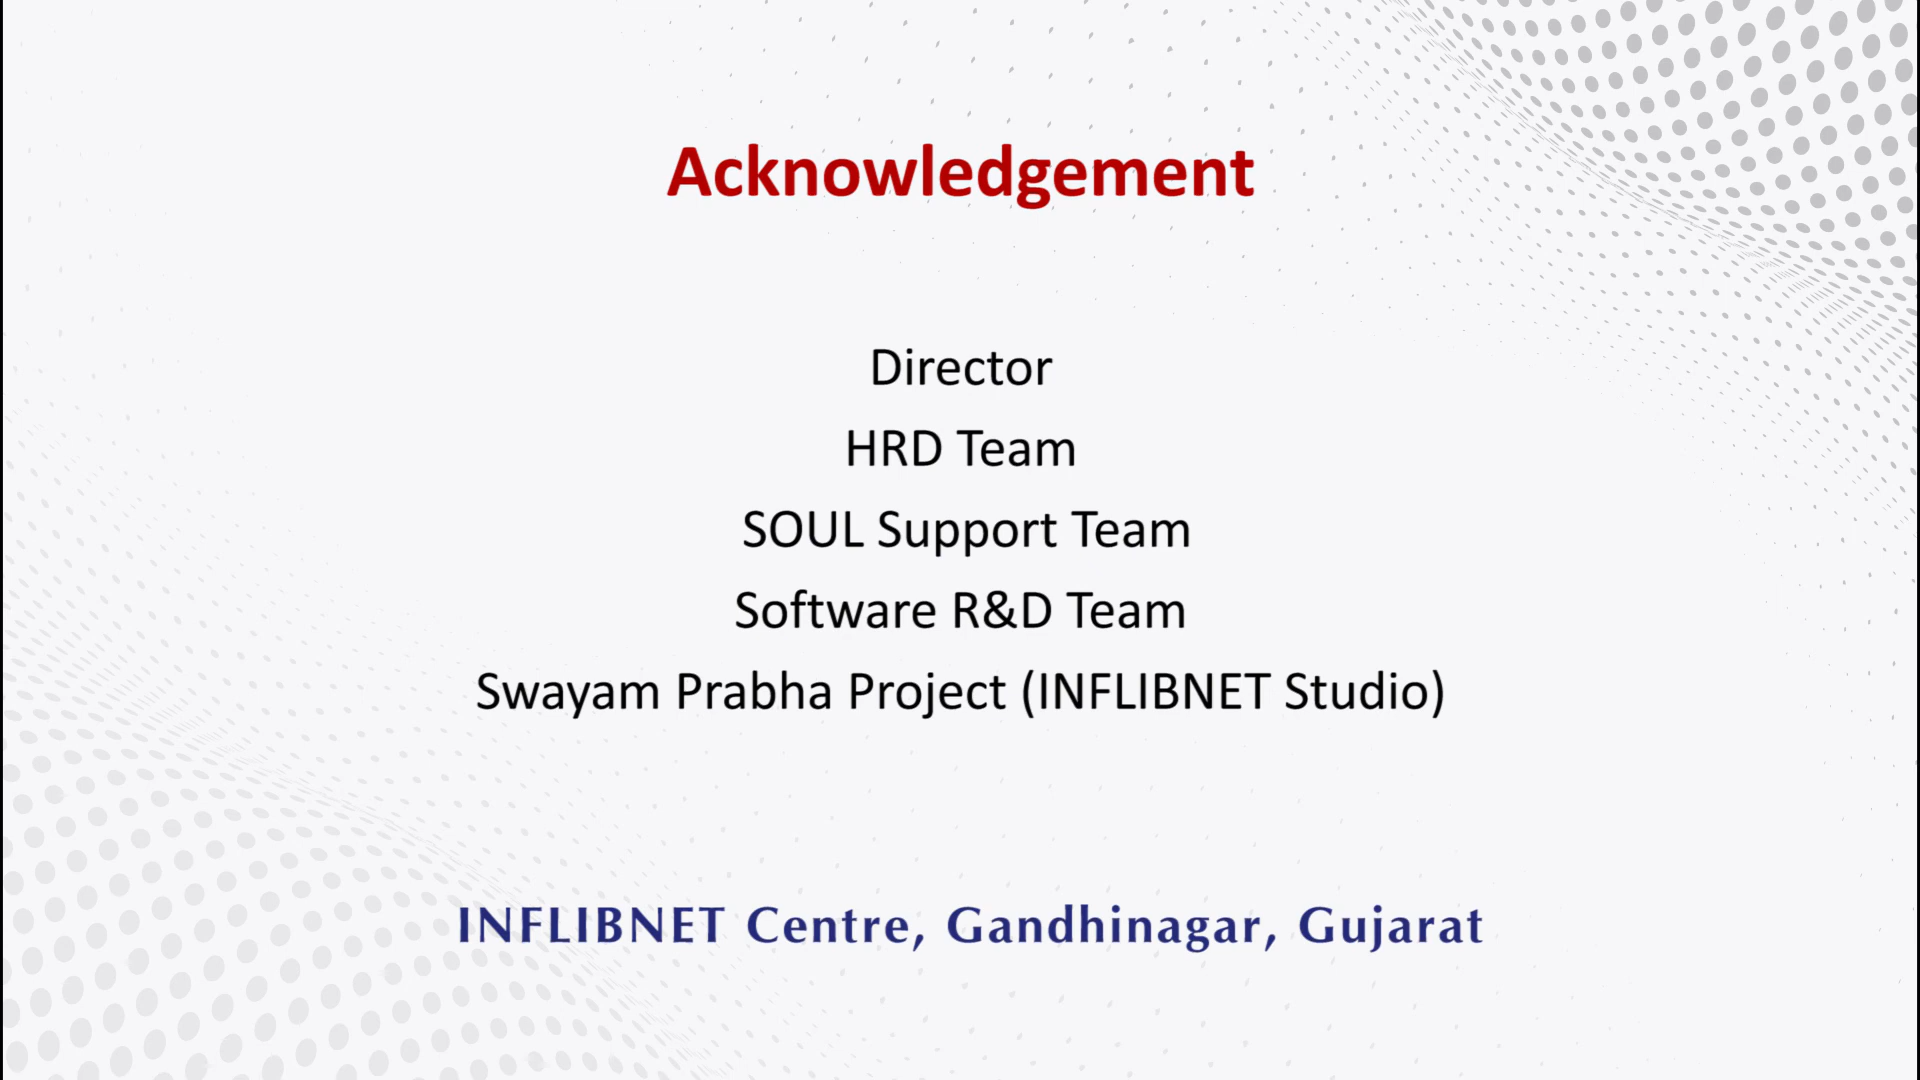 Acknowledgement
Director
HRD Team
SOUL Support Team
Software R&D Team
Swayam Prabha Project (INFLIBNET Studio)
INFLIBNET Centre, Gandhinagar, Gujarat